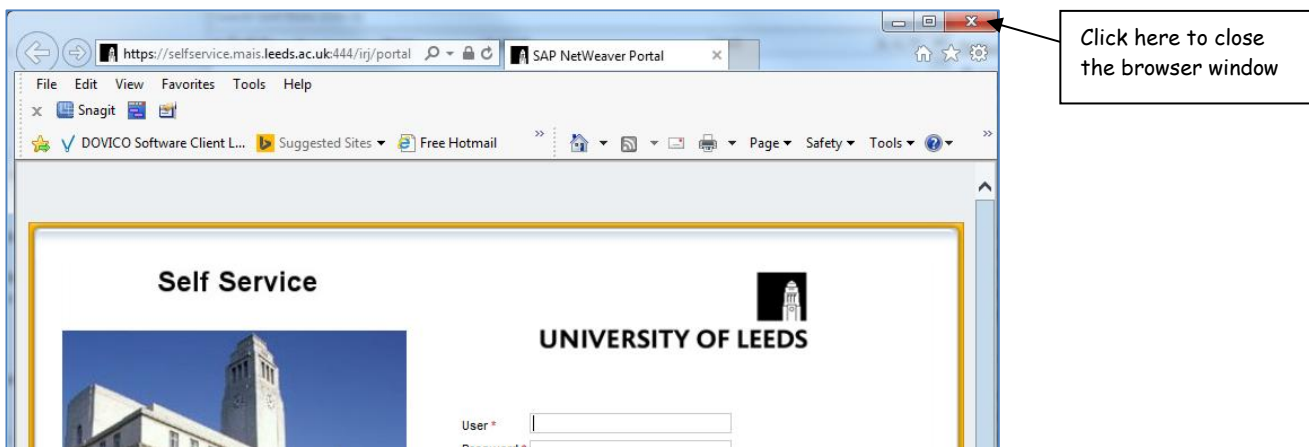 Click here to close
the browser window
https://selfservice.mais.leeds.ac.uk:444/irj/portal
SAP NetWeaver Portal
File Edit View Favorites Tools Help
x Snagit
DOVICO Software Client L... Suggested Sites Free Hotmail » Page Safety Tools »
Self Service
UNIVERSITY OF LEEDS
User *
Password *